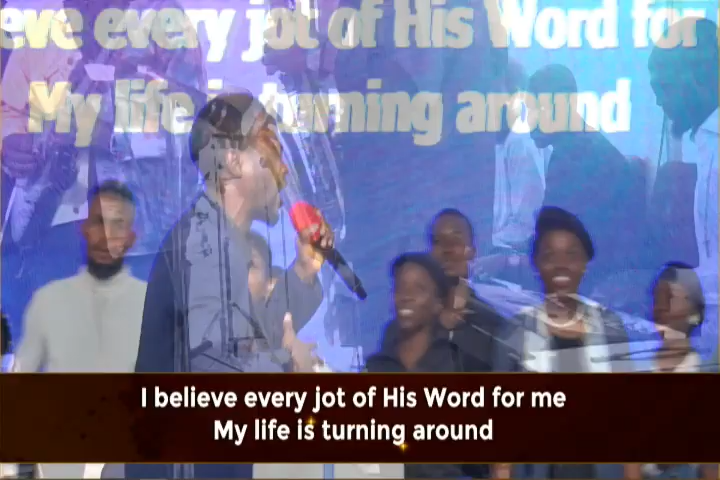 eve every jot of His Word for
My life is turning around
I believe every jot of His Word for me
My life is turning around